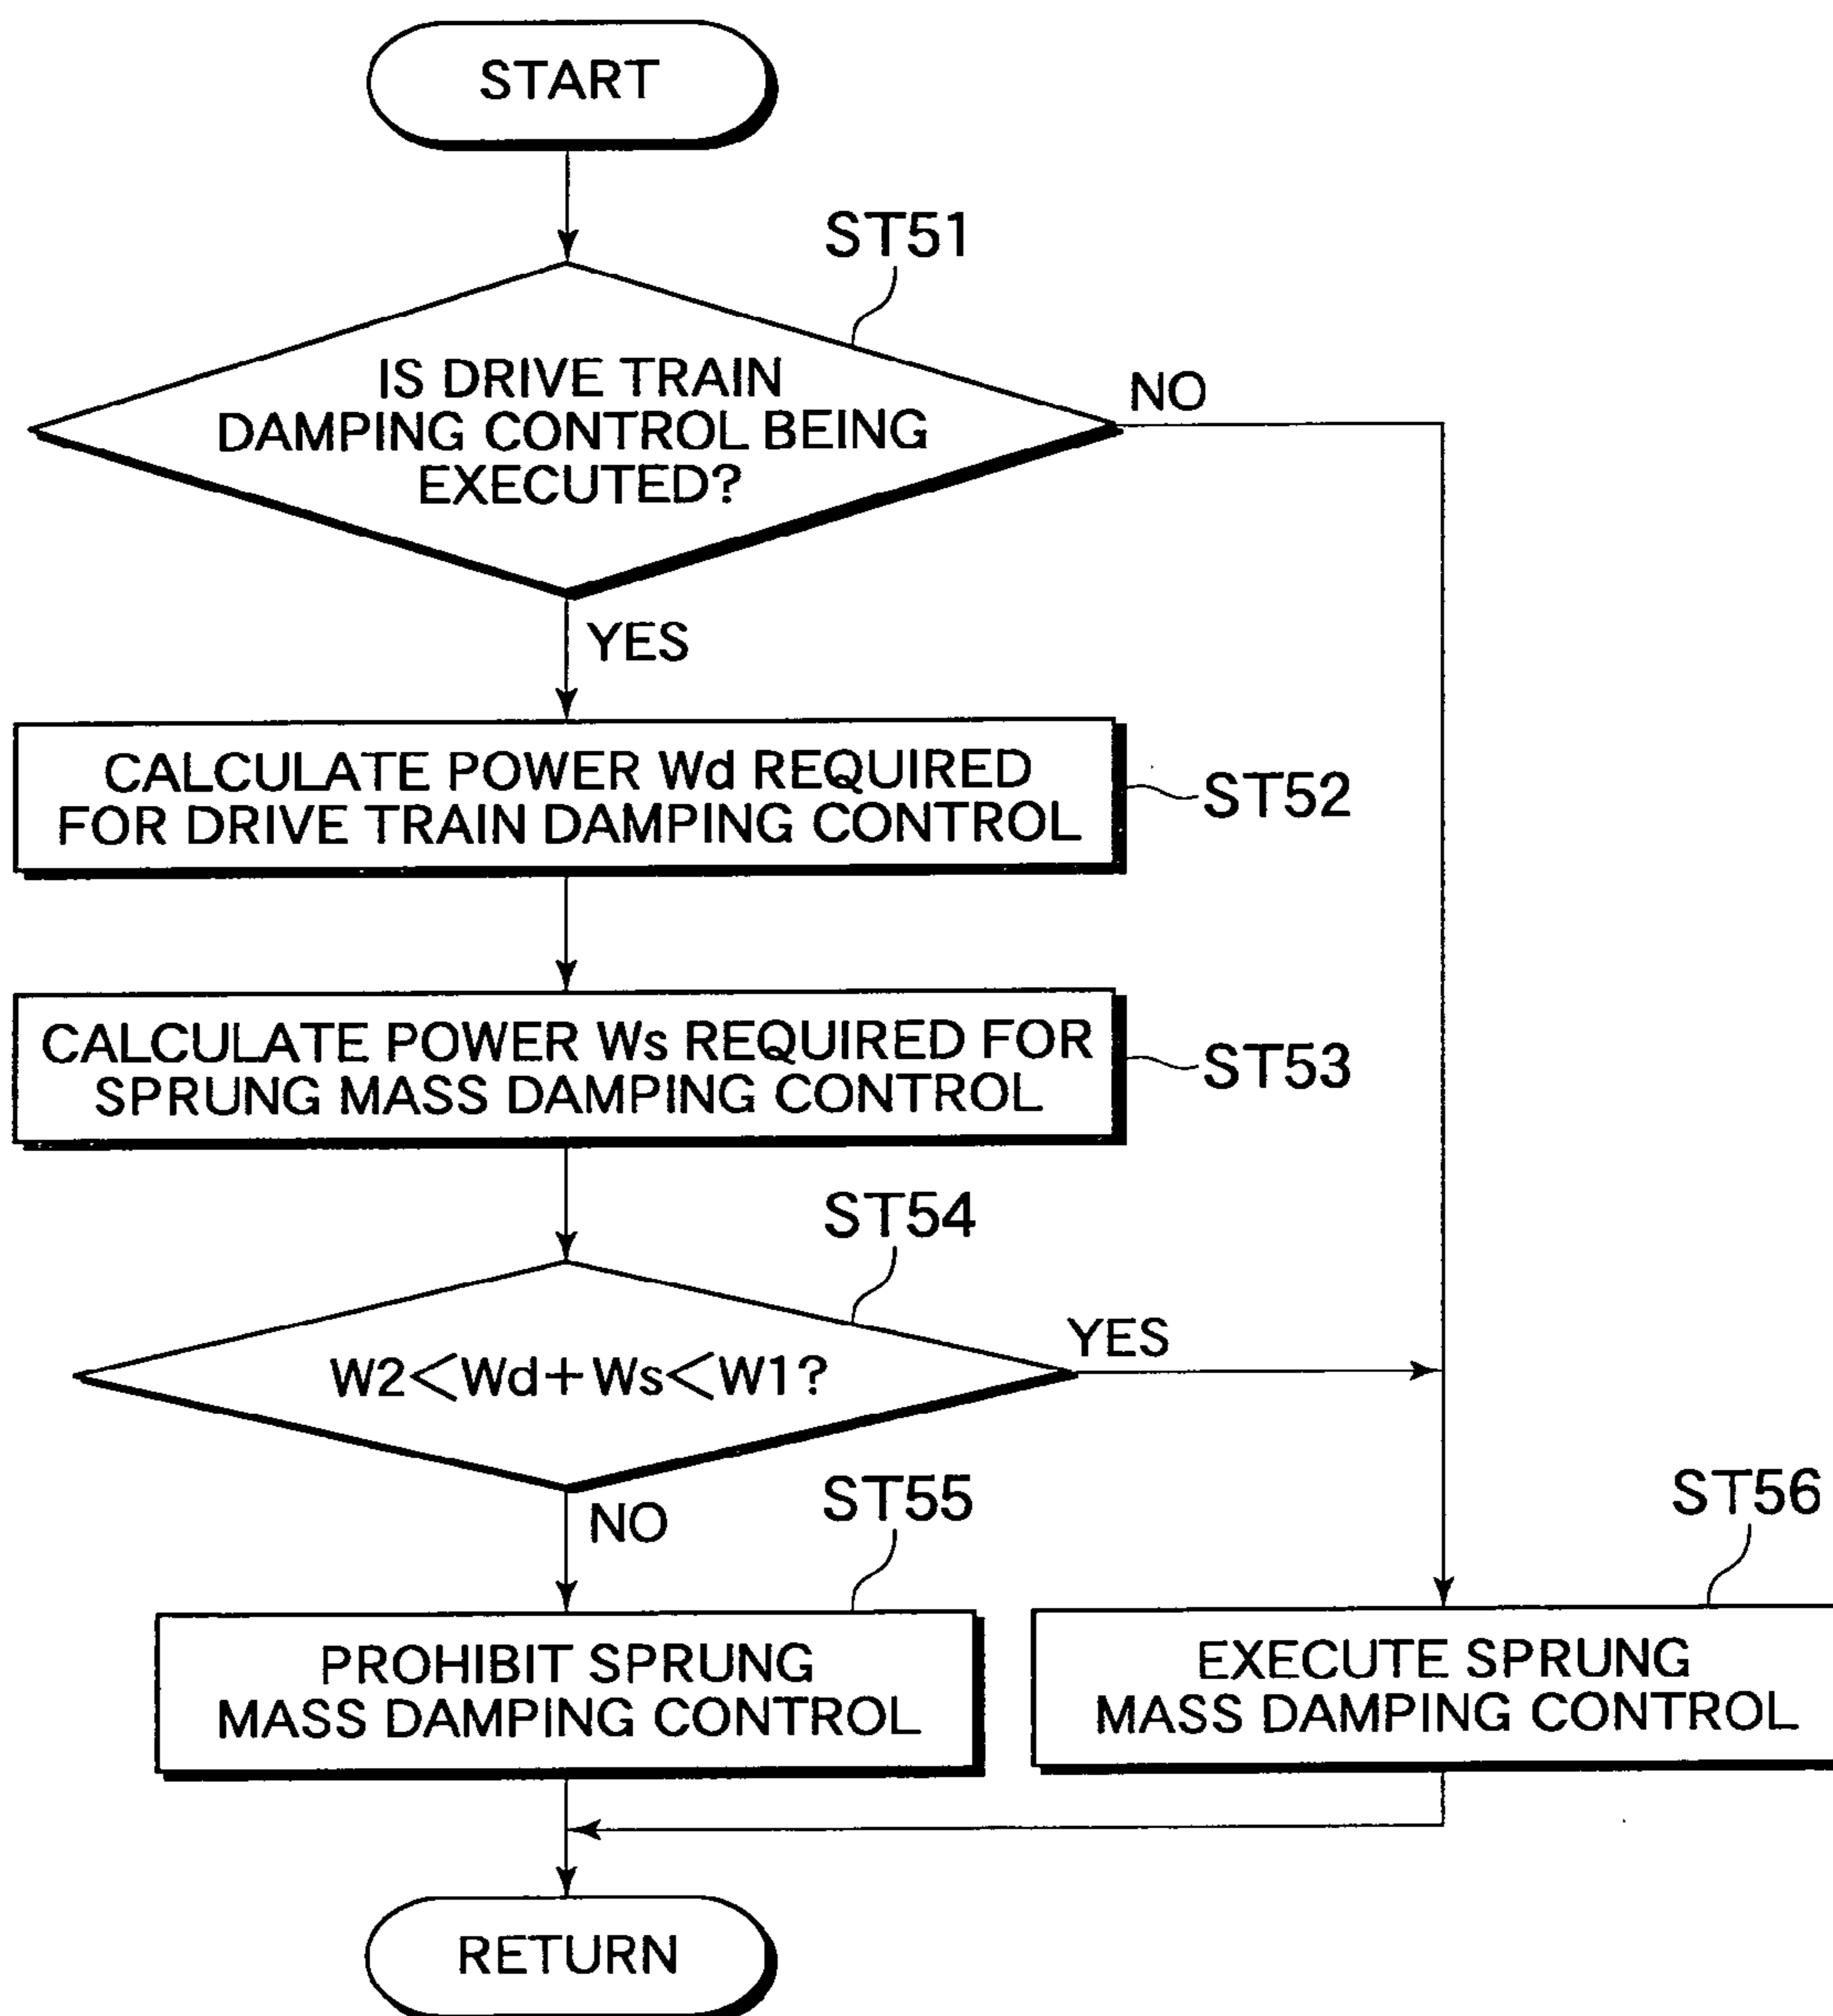 START
ST51
IS DRIVE TRAIN
DAMPING CONTROL BEING
EXECUTED?
NO
YES
CALCULATE POWER Wd REQUIRED
FOR DRIVE TRAIN DAMPING CONTROL
ST52
CALCULATE POWER Ws REQUIRED FOR
SPRUNG MASS DAMPING CONTROL
ST53
ST54
W2<Wd+Ws<W1?
YES
NO
ST55
ST56
PROHIBIT SPRUNG
MASS DAMPING CONTROL
EXECUTE SPRUNG
MASS DAMPING CONTROL
RETURN